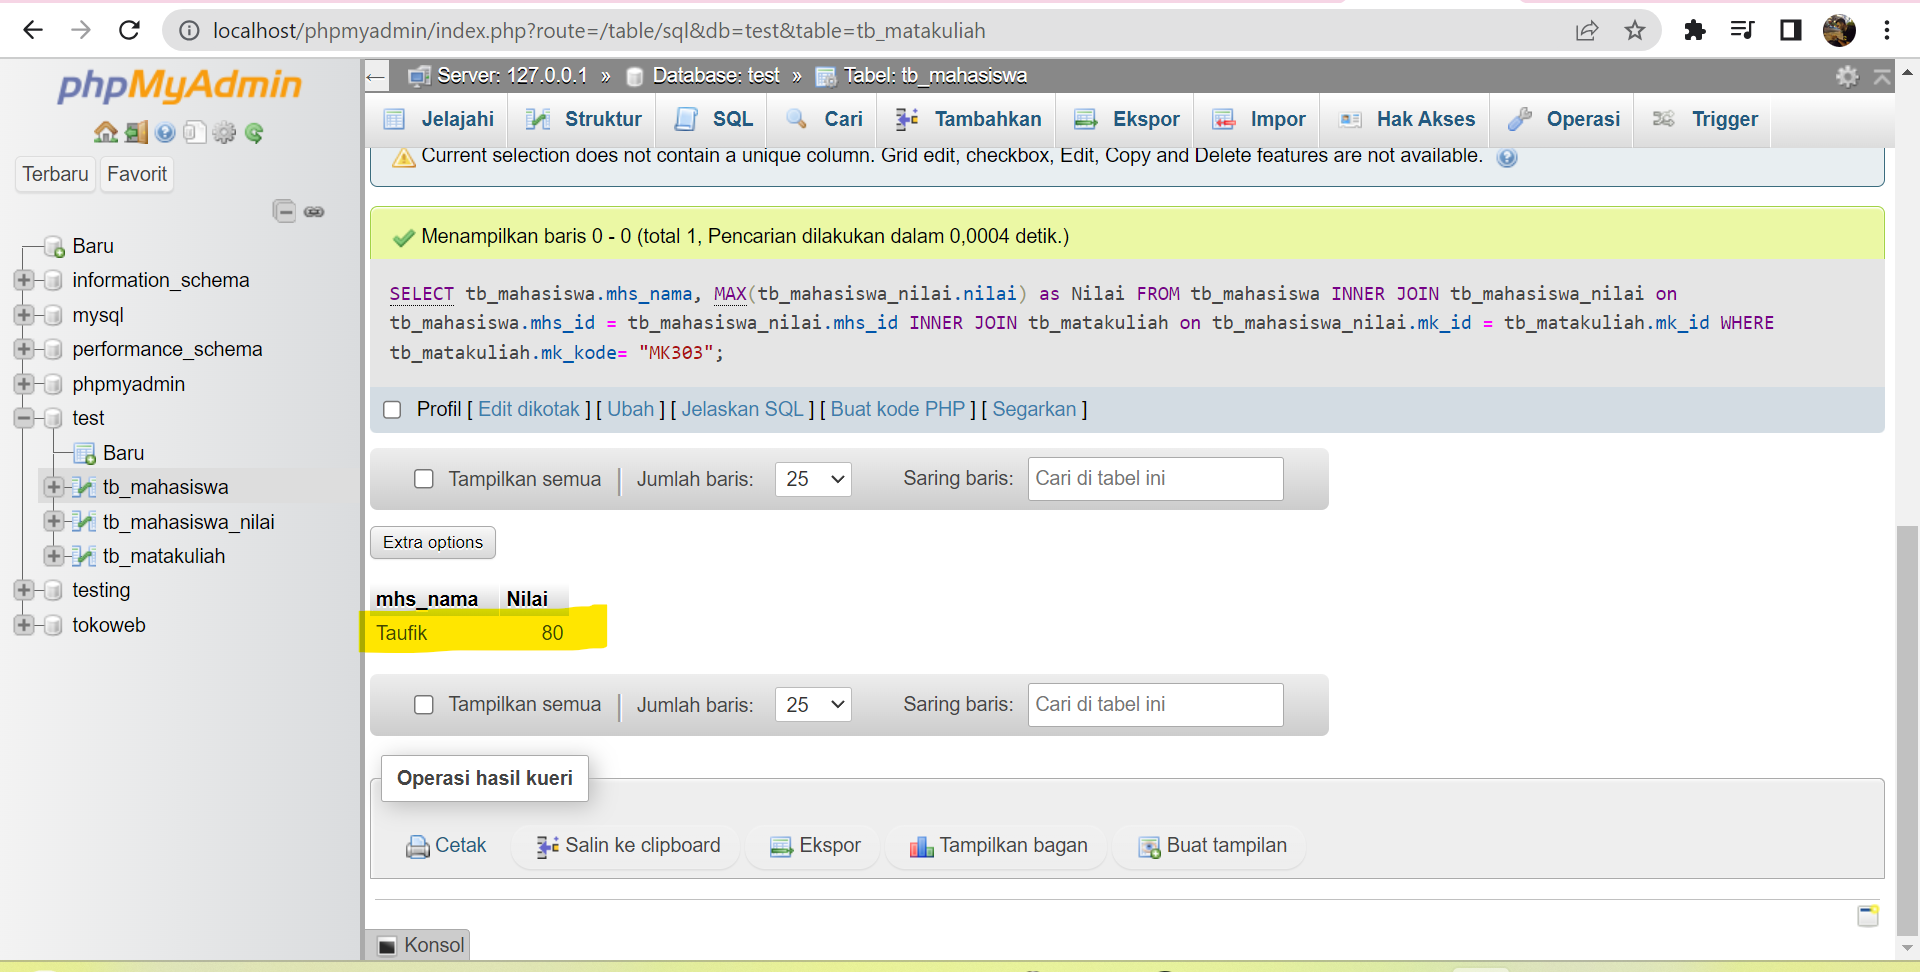 localhost/phpmyadmin/index.php?route=/table/sql&db=test&table=tb_matakuliah
phpMyAdmin
Terbaru Favorit
Baru
information_schema
mysql
performance_schema
phpmyadmin
test
Baru
tb_mahasiswa
tb_mahasiswa_nilai
tb_matakuliah
testing
tokoweb
Server: 127.0.0.1 » Database: test » Tabel: tb_mahasiswa
Jelajahi Struktur SQL Cari Tambahkan Ekspor Impor Hak Akses Operasi Trigger
Current selection does not contain a unique column. Grid edit, checkbox, Edit, Copy and Delete features are not available.
Menampilkan baris 0 - 0 (total 1, Pencarian dilakukan dalam 0,0004 detik.)
SELECT tb_mahasiswa.mhs_nama, MAX(tb_mahasiswa_nilai.nilai) as Nilai FROM tb_mahasiswa INNER JOIN tb_mahasiswa_nilai on
tb_mahasiswa.mhs_id = tb_mahasiswa_nilai.mhs_id INNER JOIN tb_matakuliah on tb_mahasiswa_nilai.mk_id = tb_matakuliah.mk_id WHERE
tb_matakuliah.mk_kode= "MK303";
Profil [ Edit dikotak ] [ Ubah ] [ Jelaskan SQL ] [ Buat kode PHP ] [ Segarkan ]
Tampilkan semua | Jumlah baris: 25 Saring baris: Cari di tabel ini
Extra options
mhs_nama Nilai
Taufik 80
Tampilkan semua | Jumlah baris: 25 Saring baris: Cari di tabel ini
Operasi hasil kueri
Cetak Salin ke clipboard Ekspor Tampilkan bagan Buat tampilan
Konsol